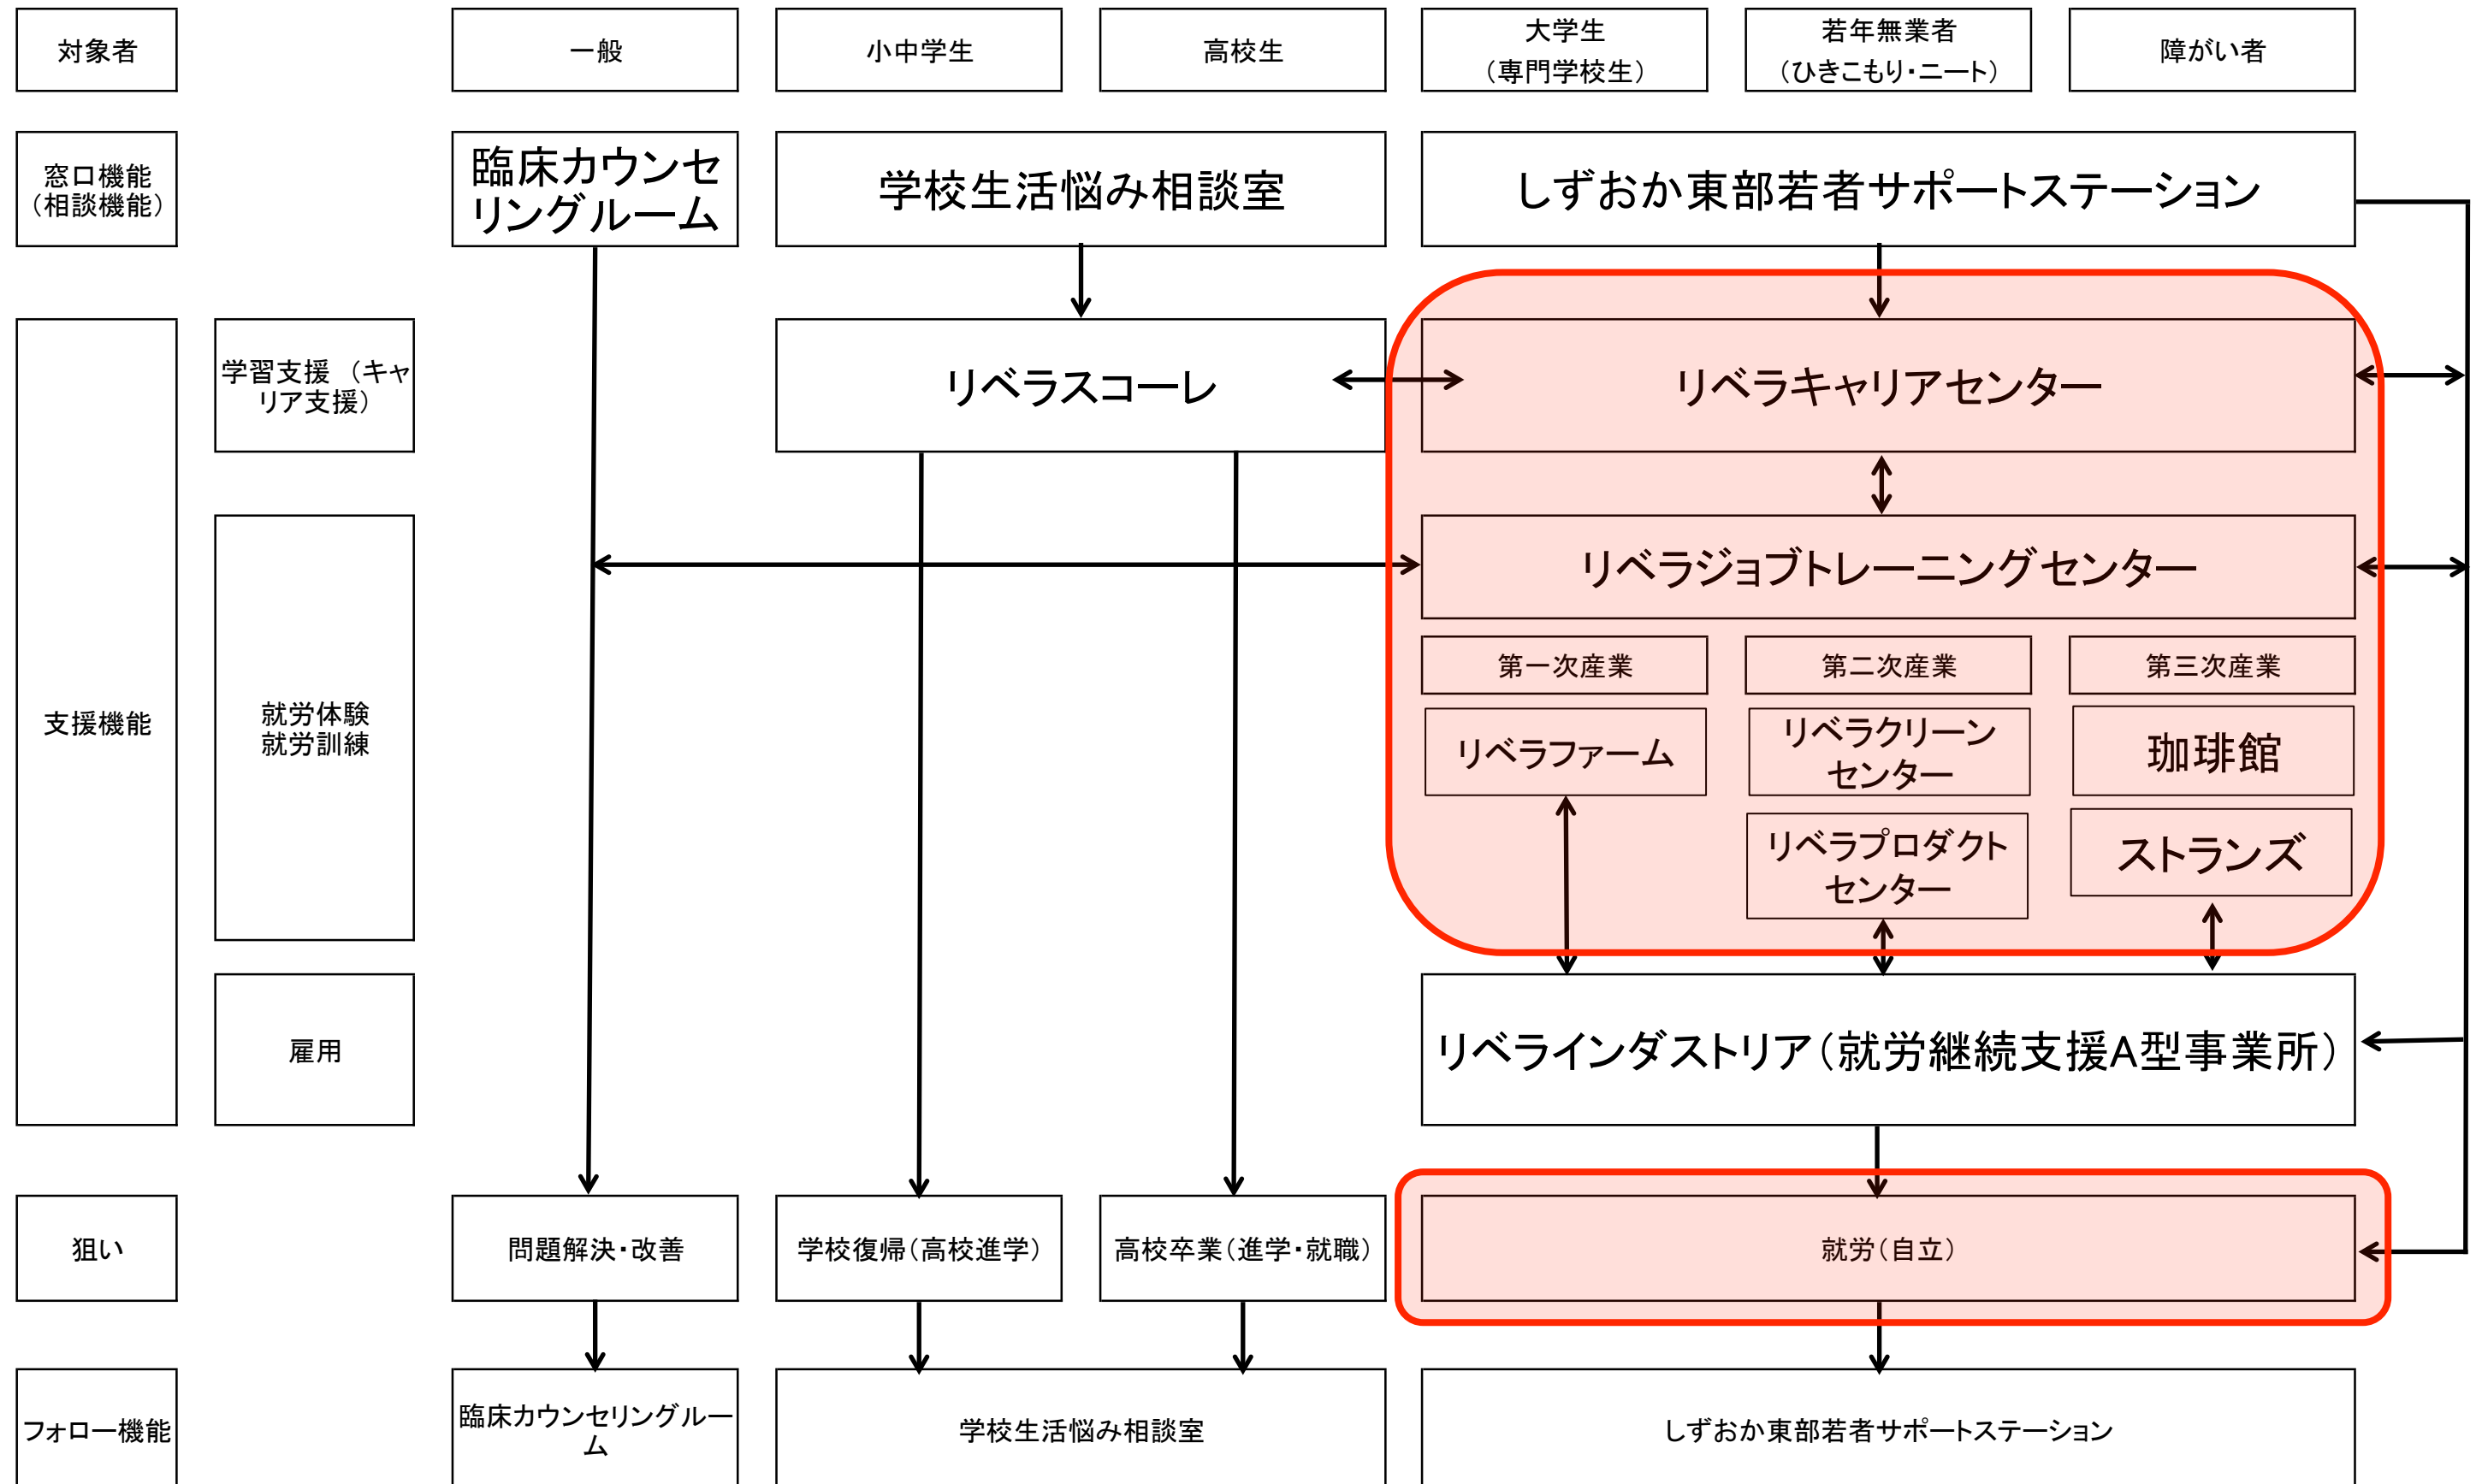 対象者
一般
小中学生
高校生
大学生
（専門学校生）
若年無業者
（ひきこもり・ニート）
障がい者
窓口機能
（相談機能）
臨床カウンセ
リングルーム
学校生活悩み相談室
しずおか東部若者サポートステーション
支援機能
学習支援（キャ
リア支援）
リベラスコーレ
リベラキャリアセンター
就労体験
就労訓練
リベラジョブトレーニングセンター
第一次産業
第二次産業
第三次産業
リベラファーム
リベラクリーン
センター
珈琲館
リベラプロダクト
センター
ストランズ
雇用
リベラインダストリア（就労継続支援A型事業所）
狙い
問題解決・改善
学校復帰（高校進学）
高校卒業（進学・就職）
就労（自立）
フォロー機能
臨床カウンセリングルー
ム
学校生活悩み相談室
しずおか東部若者サポートステーション